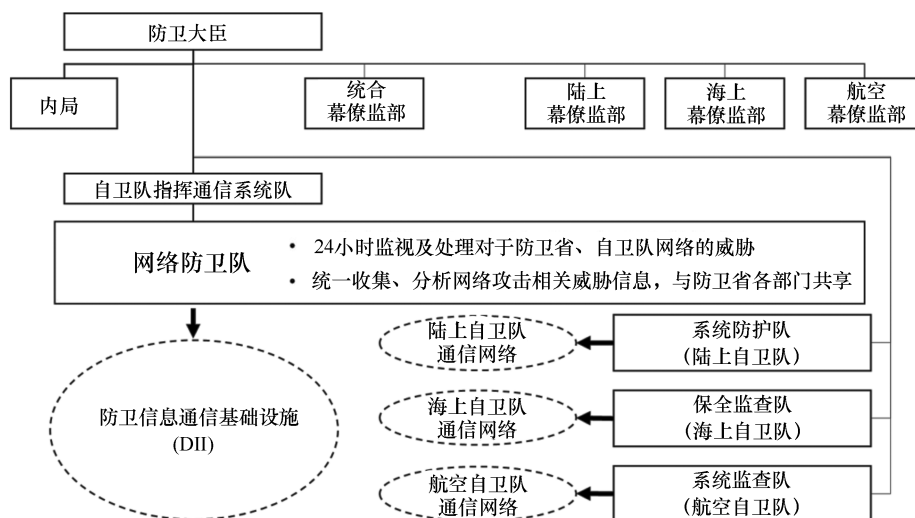 防卫大臣
内局
统合
幕僚监部
陆上
幕僚监部
海上
幕僚监部
航空
幕僚监部
自卫队指挥通信系统队
网络防卫队
• 24小时监视及处理对于防卫省、自卫队网络的威胁
• 统一收集、分析网络攻击相关威胁信息，与防卫省各部门共享
防卫信息通信基础设施
(DII)
陆上自卫队
通信网络
系统防护队
（陆上自卫队）
海上自卫队
通信网络
保全监查队
（海上自卫队）
航空自卫队
通信网络
系统监查队
（航空自卫队）